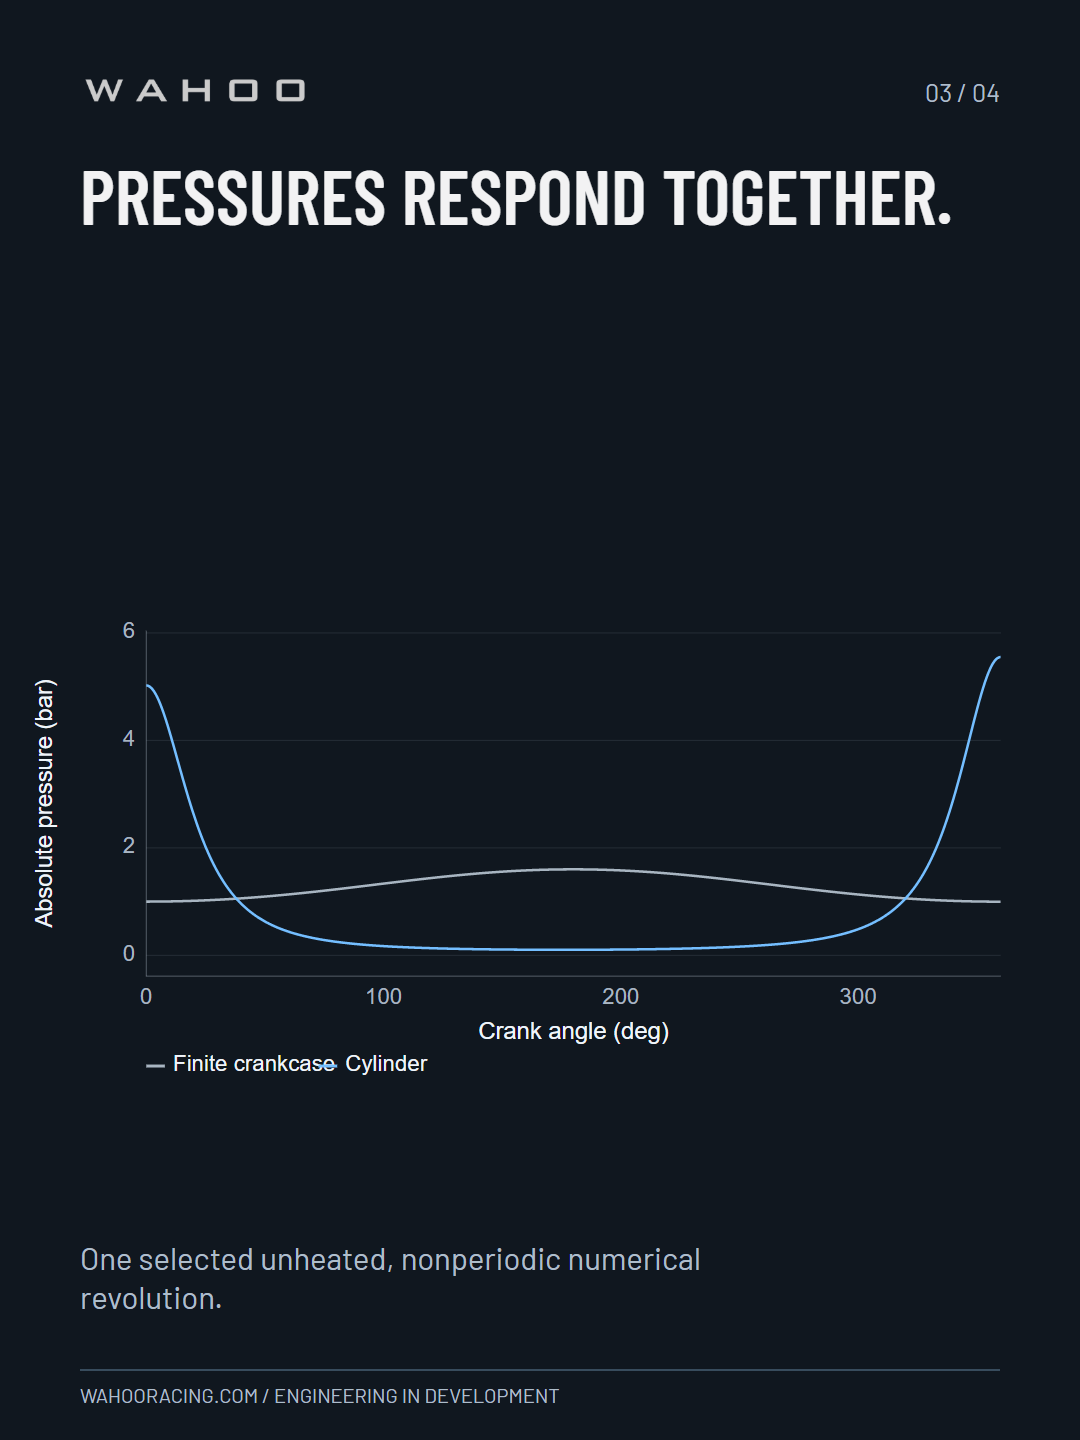 WAHOO
03 / 04
PRESSURES RESPOND TOGETHER.
6
4
2
0
Absolute pressure (bar)
0 100 200 300
Crank angle (deg)
Finite crankcase Cylinder
One selected unheated, nonperiodic numerical
revolution.
WAHOORACING.COM / ENGINEERING IN DEVELOPMENT